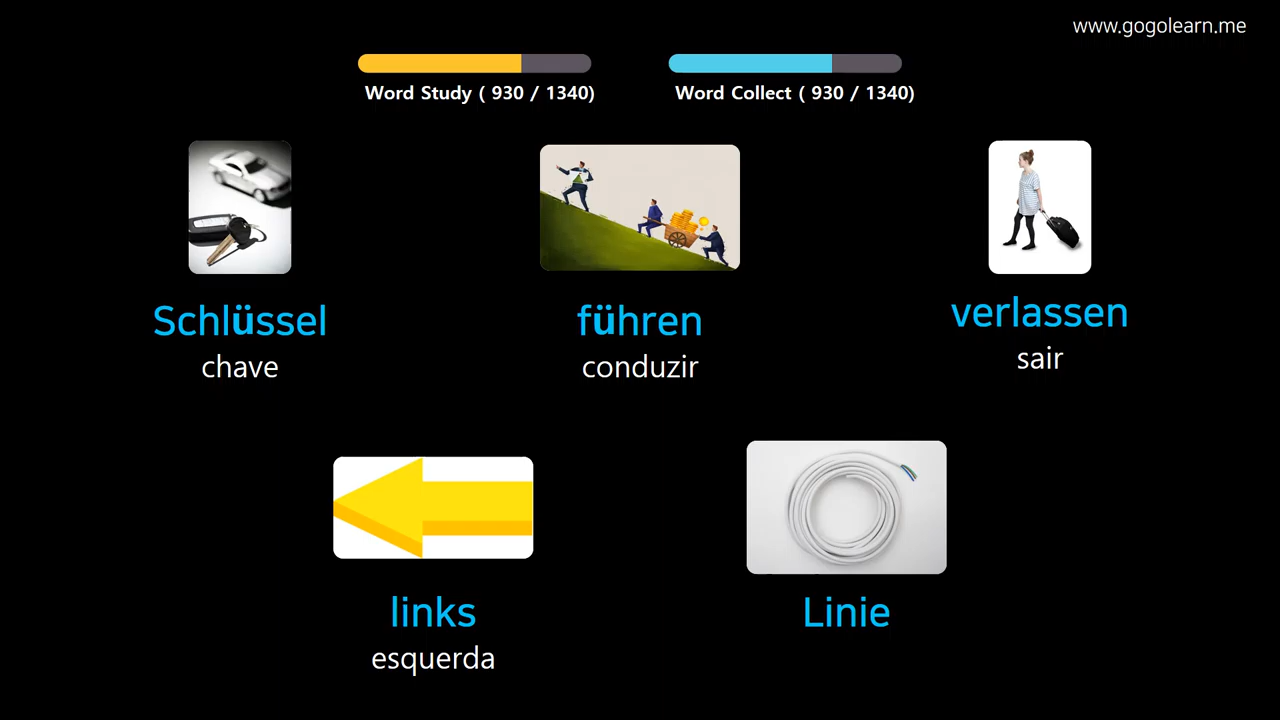 www.gogolearn.me
Word Study ( 930 / 1340)
Word Collect ( 930 / 1340)
Schlüssel
chave
führen
conduzir
verlassen
sair
links
esquerda
Linie